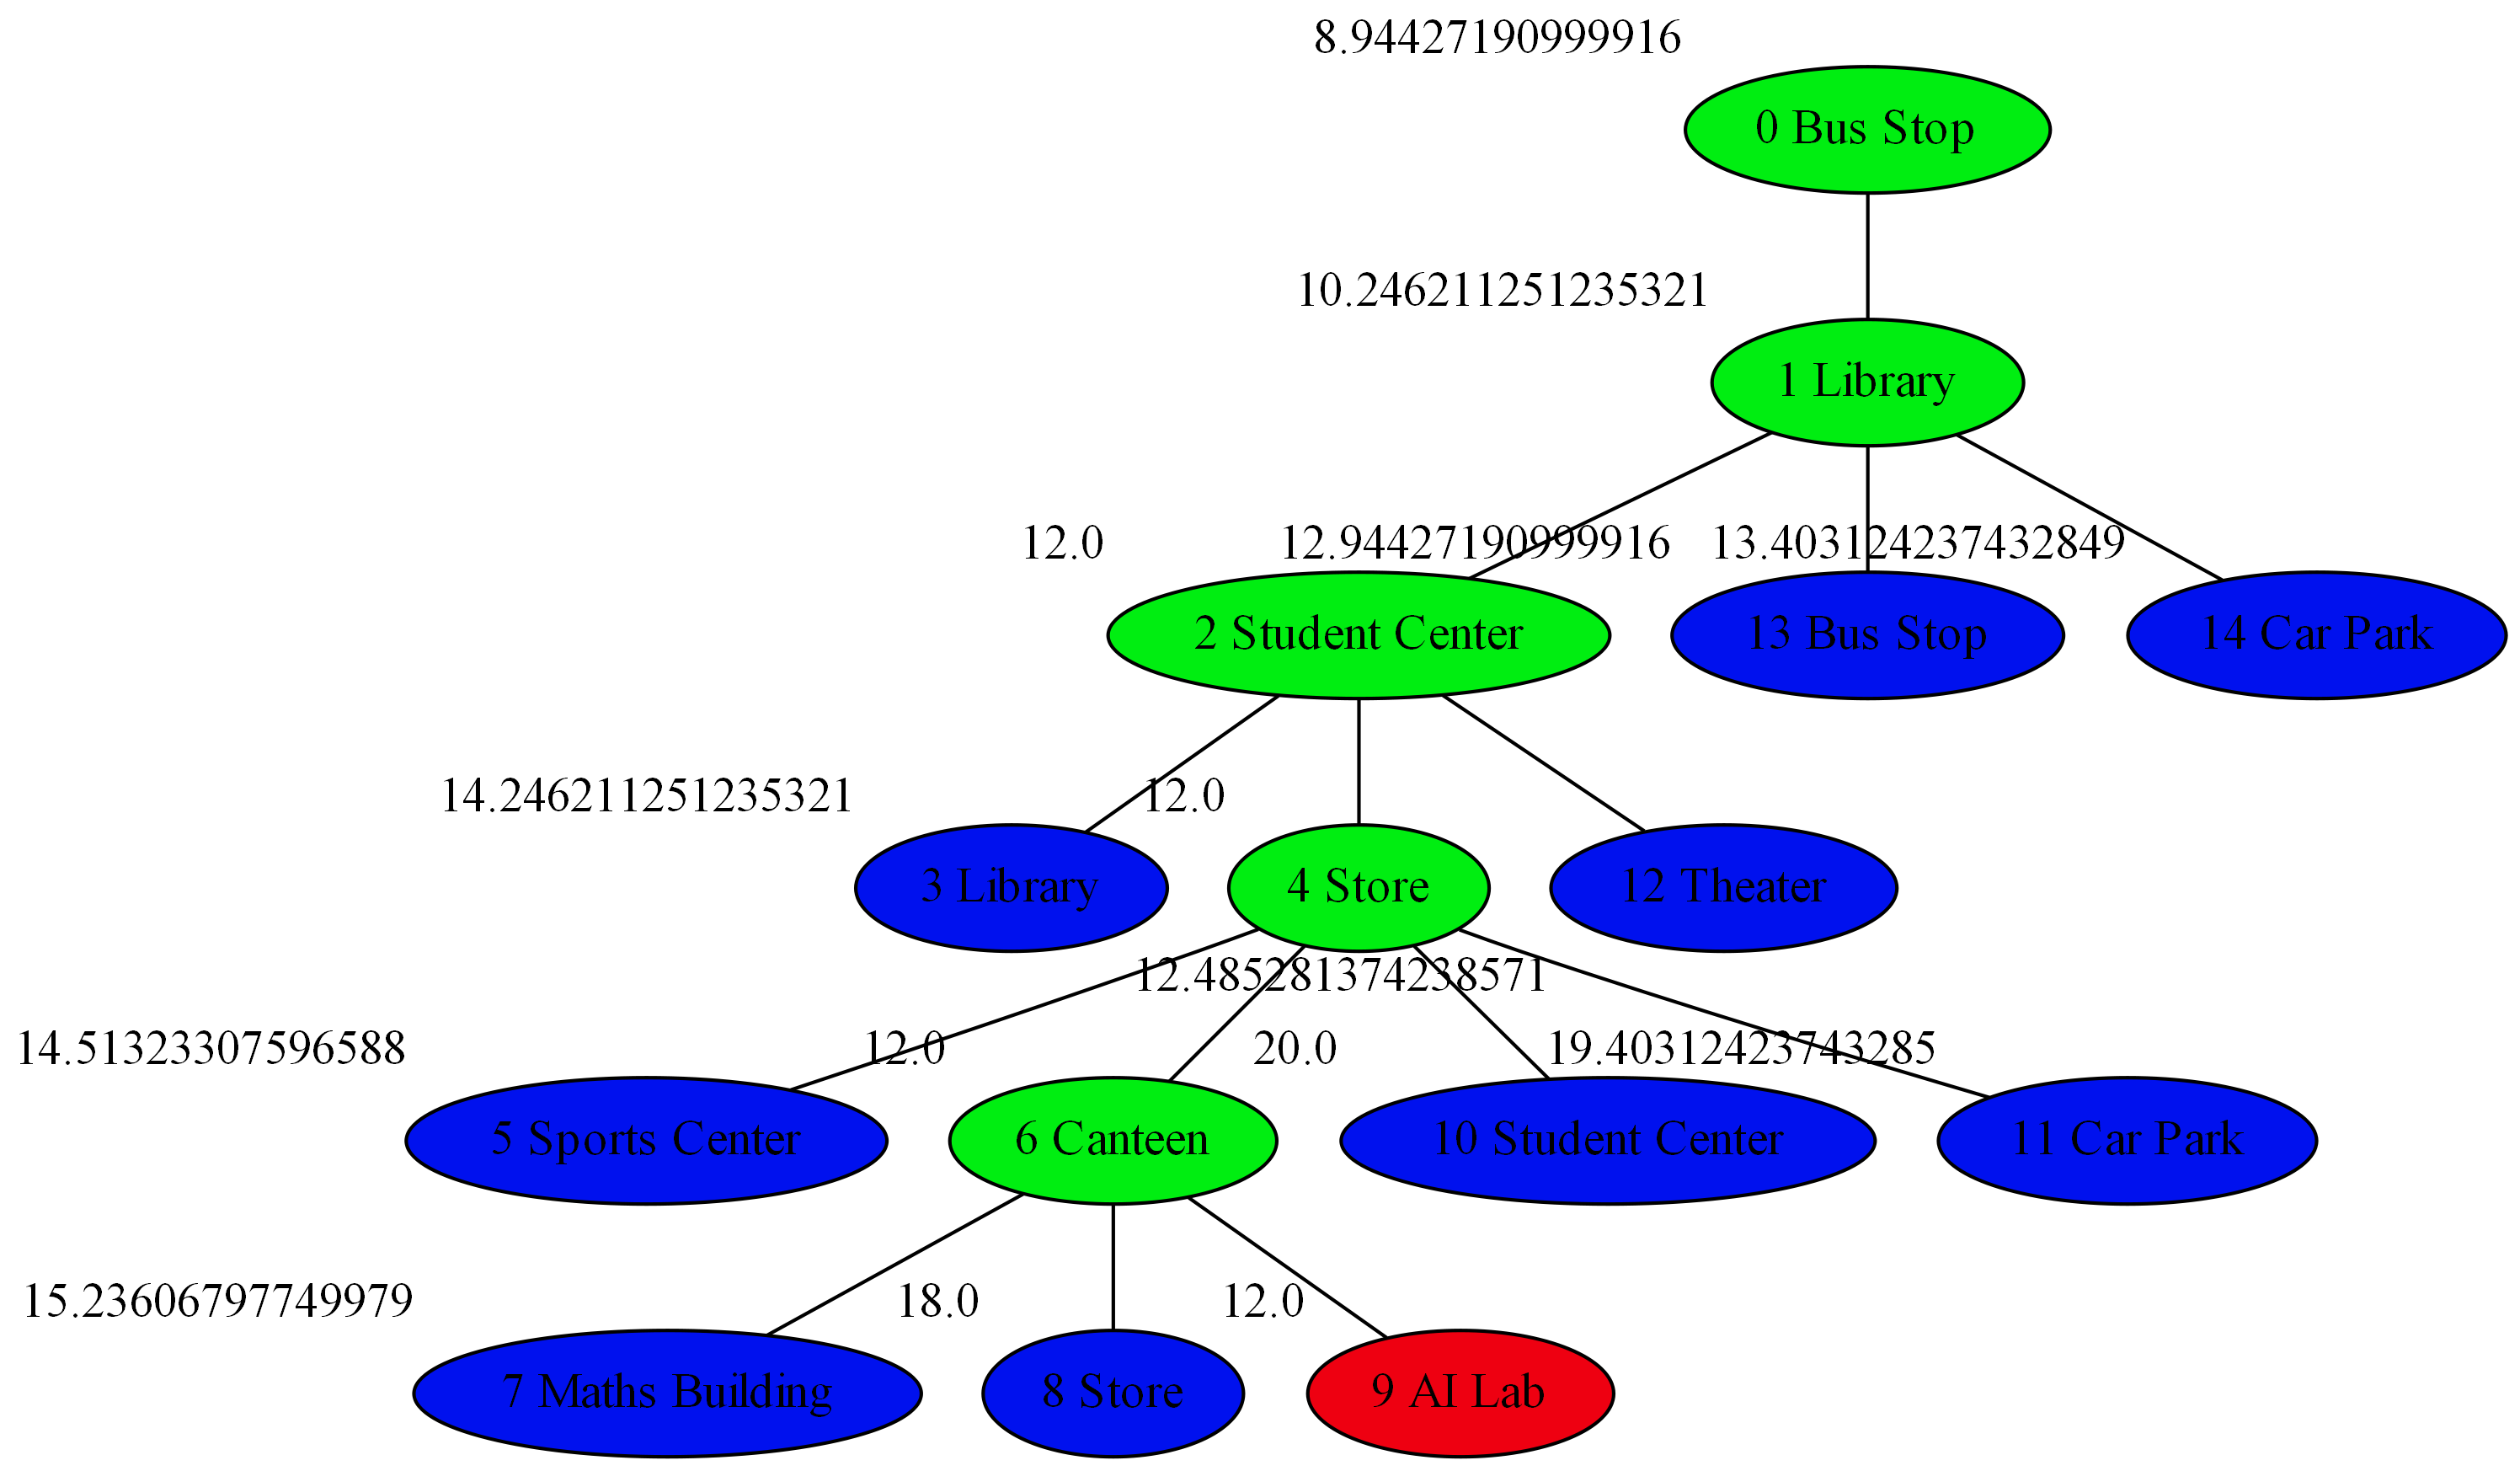 8.94427190999916
0 Bus Stop
10.246211251235321
1 Library
12.0
12.94427190999916
13.403124237432849
2 Student Center
13 Bus Stop
14 Car Park
14.246211251235321
12.0
3 Library
4 Store
12 Theater
12.485281374238571
14.51323307596588
12.0
20.0
19.40312423743285
5 Sports Center
6 Canteen
10 Student Center
11 Car Park
15.23606797749979
18.0
12.0
7 Maths Building
8 Store
9 AI Lab